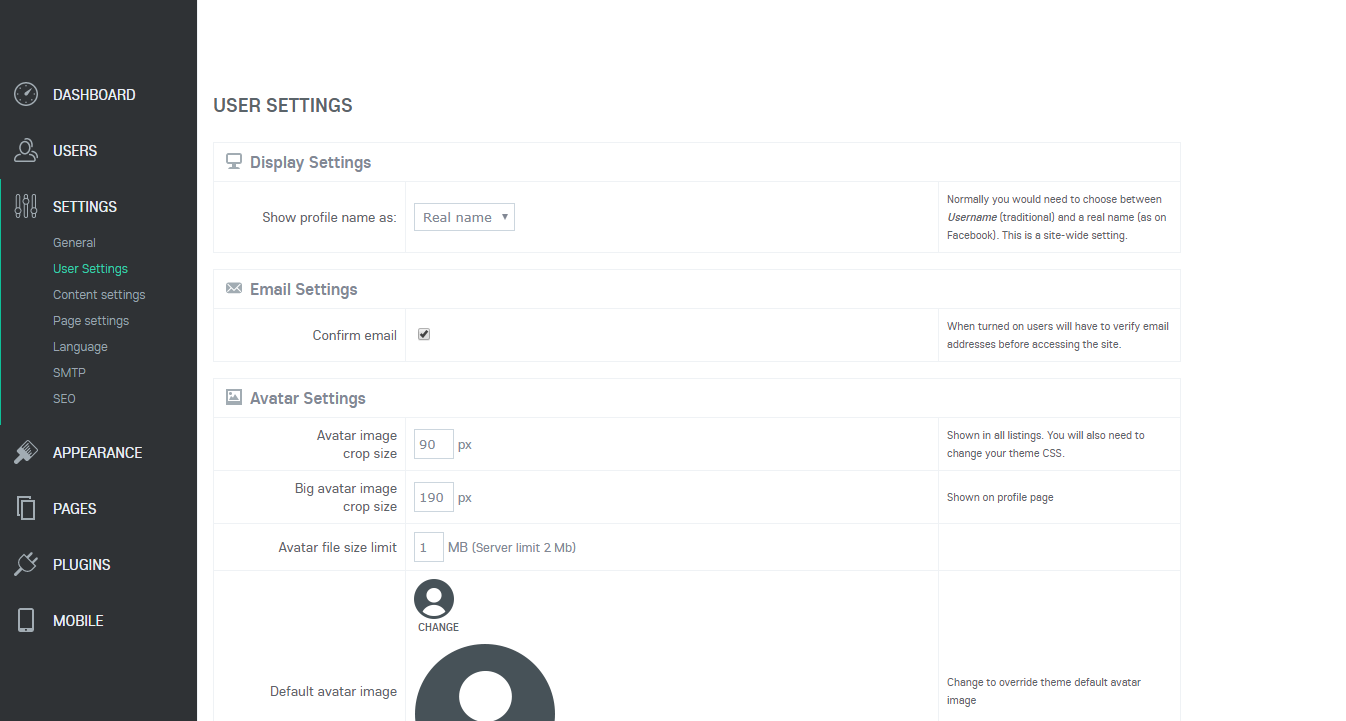 DASHBOARD
USERS
SETTINGS
General
User Settings
Content settings
Page settings
Language
SMTP
SEO
APPEARANCE
PAGES
PLUGINS
MOBILE
USER SETTINGS
Display Settings
Show profile name as:
Real name
Normally you would need to choose between
Username (traditional) and a real name (as on
Facebook). This is a site-wide setting.
Email Settings
Confirm email
When turned on users will have to verify email
addresses before accessing the site.
Avatar Settings
Avatar image
crop size
90 px
Shown in all listings. You will also need to
change your theme CSS.
Big avatar image
crop size
190 px
Shown on profile page
Avatar file size limit
1 MB (Server limit 2 Mb)
CHANGE
Default avatar image
Change to override theme default avatar
image